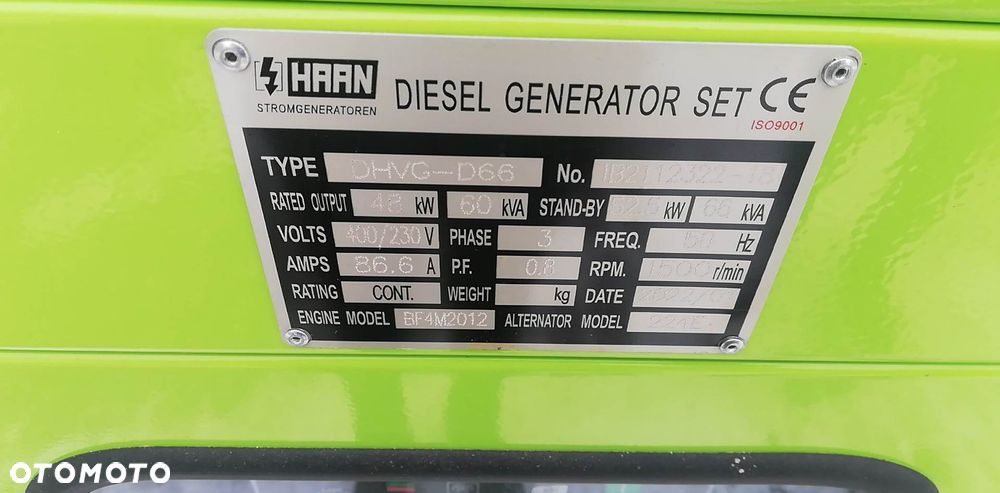 HAAN
STROMGENERATOREN
DIESEL GENERATOR SET CE
ISO9001
TYPE DHVG-D66 No.
RATED OUTPUT 48 kW 60 kVA STAND-BY 52.8 kW 66 kVA
VOLTS 400/230 V PHASE 3 FREQ. 50 Hz
AMPS 86.6 A P.F. 0.8 RPM. 1500 r/min
RATING CONT. WEIGHT kg DATE
ENGINE MODEL BF4M2012 ALTERNATOR MODEL
OTOMOTO